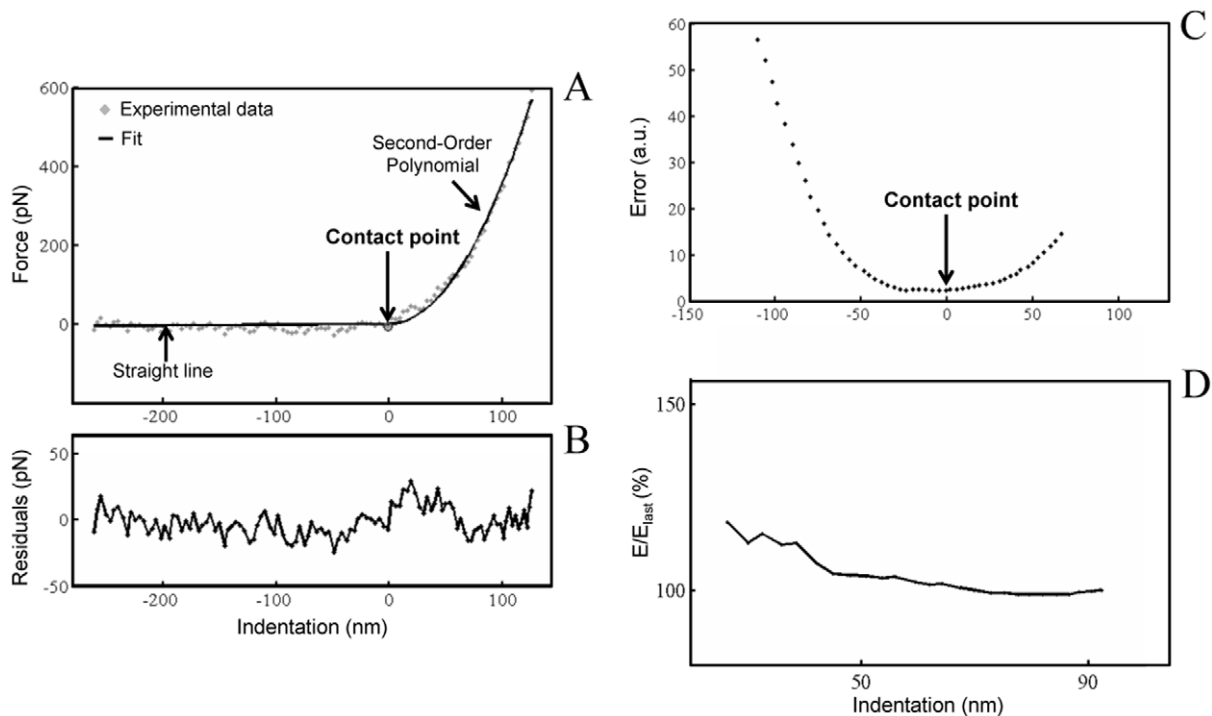 A
600
400
200
0
Force (pN)
Experimental data
Fit
Second-Order
Polynomial
Contact point
Straight line
-200
-100
0
100
B
50
0
-50
Residuals (pN)
-200
-100
0
100
Indentation (nm)
C
60
50
40
30
20
10
0
Error (a.u.)
Contact point
-150
-100
-50
0
50
100
D
150
100
E/Elast (%)
50
90
Indentation (nm)